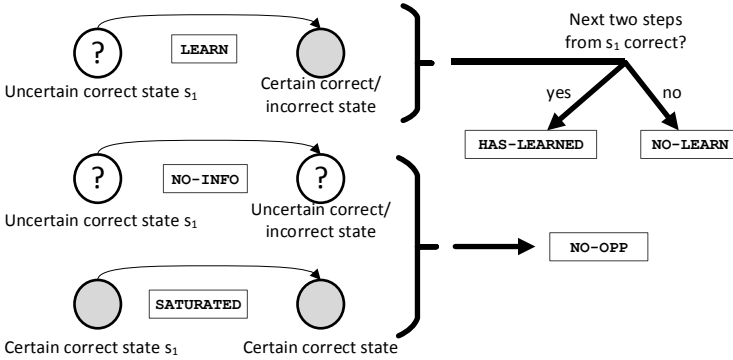 ?
LEARN
Uncertain correct state s₁
Certain correct/
incorrect state
Next two steps
from s₁ correct?
yes
no
HAS-LEARNED
NO-LEARN
?
NO-INFO
?
Uncertain correct state s₁
Uncertain correct/
incorrect state
NO-OPP
SATURATED
Certain correct state s₁
Certain correct state